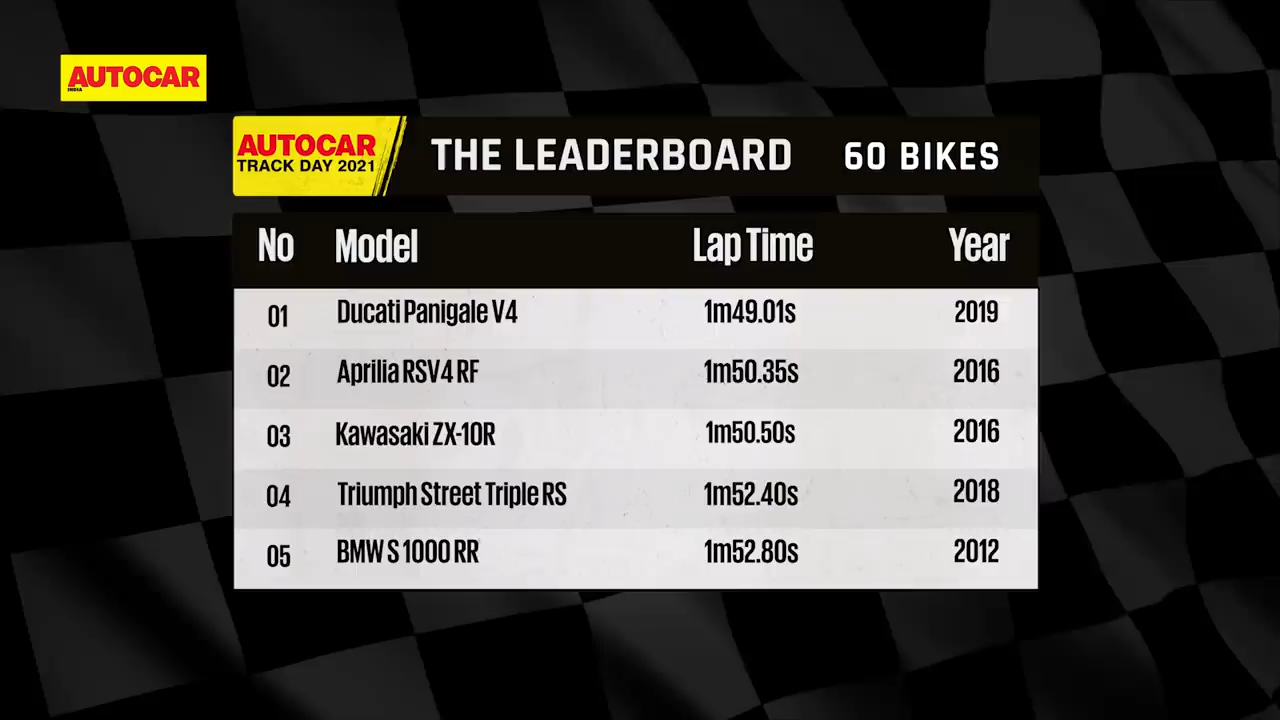 AUTOCAR
INDIA
AUTOCAR
TRACK DAY 2021
THE LEADERBOARD 60 BIKES
No Model Lap Time Year
01 Ducati Panigale V4 1m49.01s 2019
02 Aprilia RSV4 RF 1m50.35s 2016
03 Kawasaki ZX-10R 1m50.50s 2016
04 Triumph Street Triple RS 1m52.40s 2018
05 BMW S 1000 RR 1m52.80s 2012